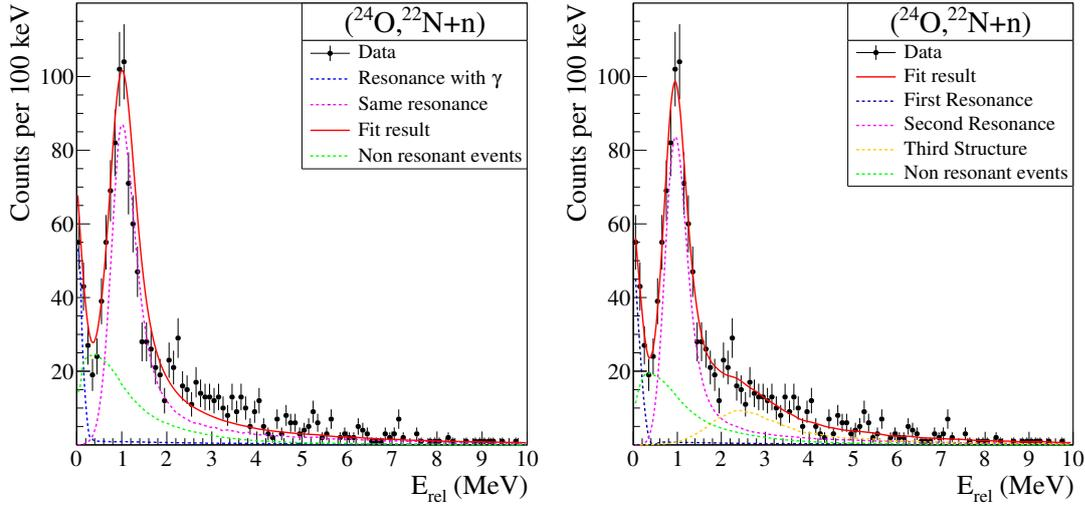 (²⁴O,²²N+n)
Data
Resonance with γ
Same resonance
Fit result
Non resonant events
Counts per 100 keV
100
80
60
40
20
0 1 2 3 4 5 6 7 8 9 10
E_rel (MeV)
(²⁴O,²²N+n)
Data
Fit result
First Resonance
Second Resonance
Third Structure
Non resonant events
Counts per 100 keV
100
80
60
40
20
0 1 2 3 4 5 6 7 8 9 10
E_rel (MeV)